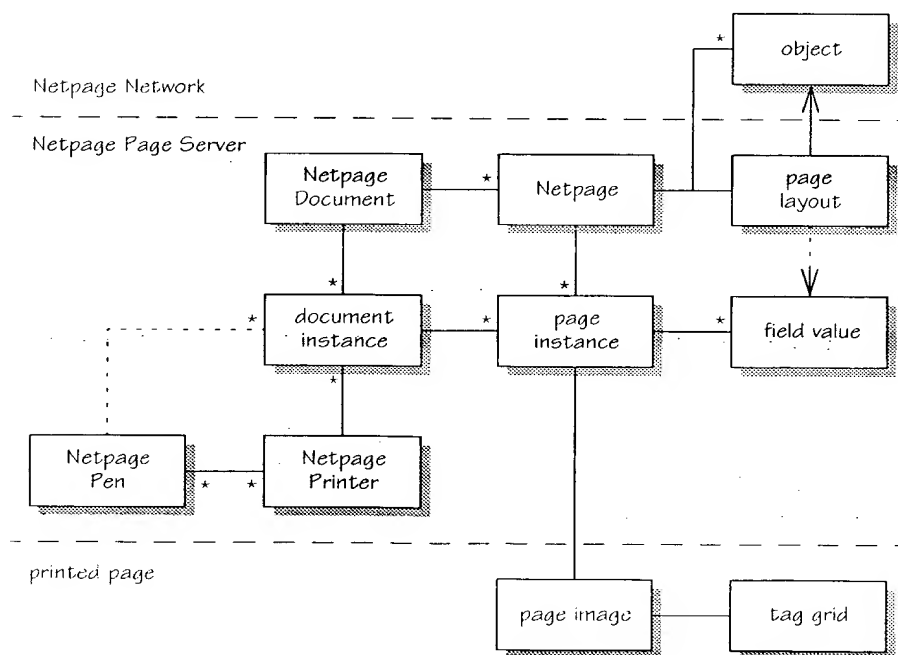 *
object
Netpage Network
Netpage Page Server
Netpage
Document
*
Netpage
page
layout
*
*
*
document
instance
*
page
instance
*
field value
*
Netpage
Pen
*
*
Netpage
Printer
printed page
page image
tag grid